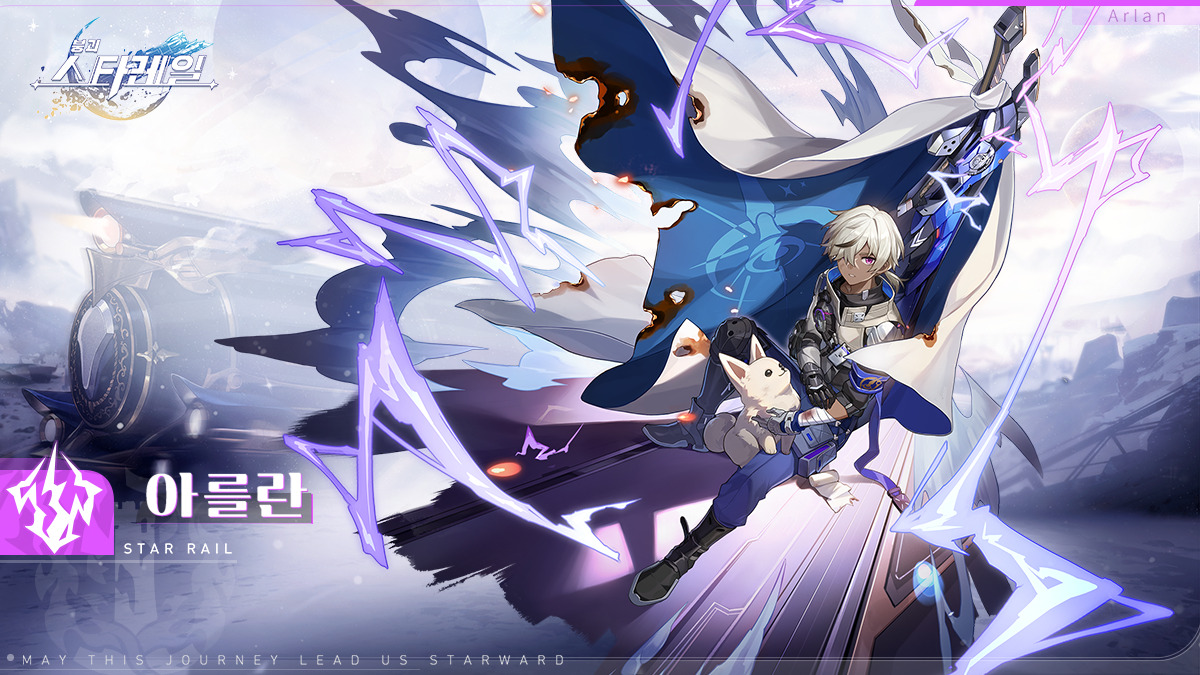 붕괴
스타레일
Arlan
아를란
STAR RAIL
MAY THIS JOURNEY LEAD US STARWARD